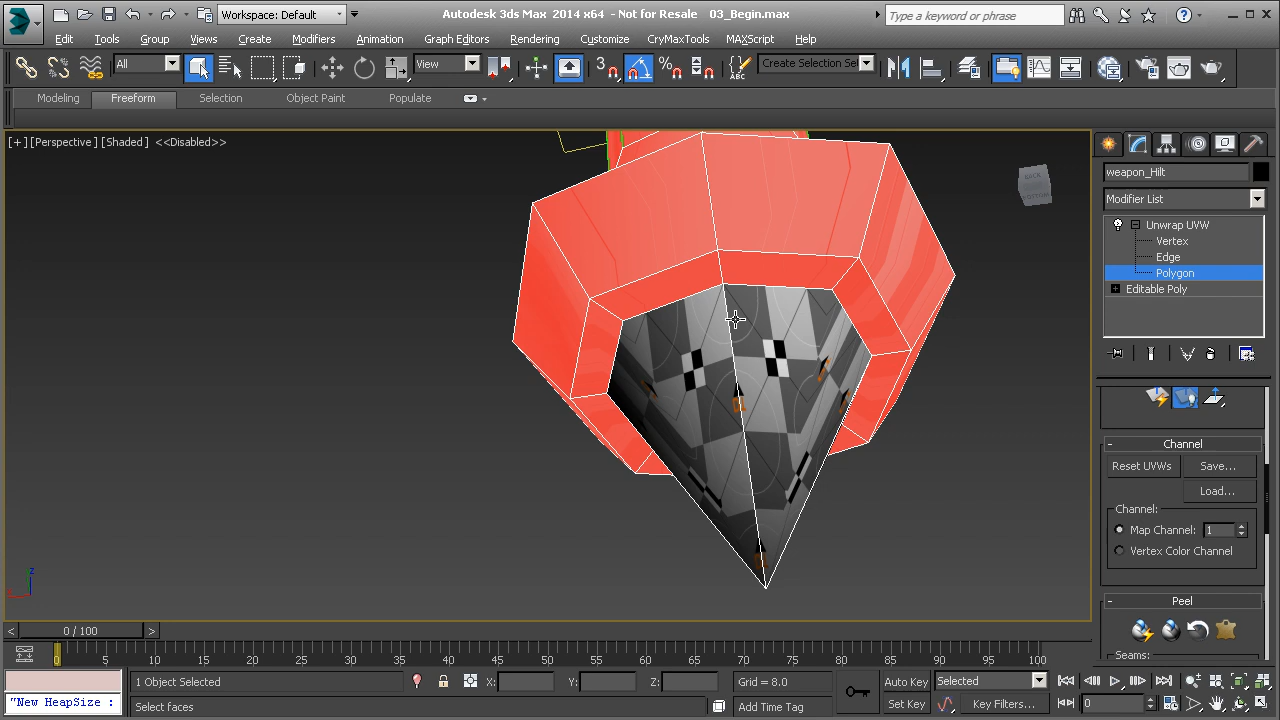 Workspace: Default
Autodesk 3ds Max 2014 x64 - Not for Resale 03_Begin.max
Type a keyword or phrase
Edit Tools Group Views Create Modifiers Animation Graph Editors Rendering Customize CryMaxTools MAXScript Help
All View 3 % ABC Create Selection Se
Modeling Freeform Selection Object Paint Populate
[+][Perspective][Shaded] <<Disabled>>
weapon_Hilt
Modifier List
Unwrap UVW
Vertex
Edge
Polygon
Editable Poly
- Channel
Reset UVWs Save...
Load...
Channel:
Map Channel: 1
Vertex Color Channel
- Peel
Seams:
z
< 0 / 100 >
0 5 10 15 20 25 30 35 40 45 50 55 60 65 70 75 80 85 90 95 100
1 Object Selected X: Y: Z: Grid = 8.0 Auto Key Selected
"New HeapSize : Select faces Add Time Tag Set Key Key Filters... 0